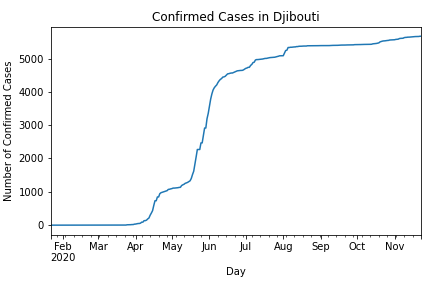 Confirmed Cases in Djibouti
Number of Confirmed Cases
5000
4000
3000
2000
1000
0
Feb Mar Apr May Jun Jul Aug Sep Oct Nov
2020
Day